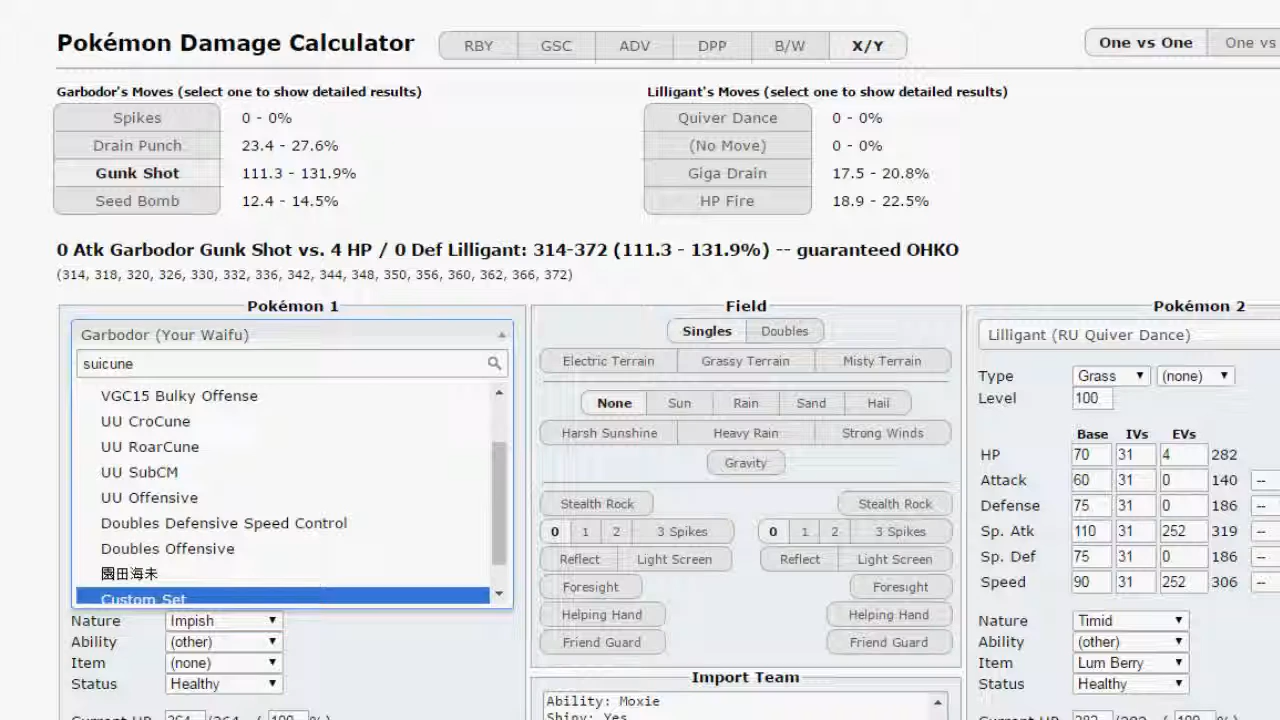 Pokémon Damage Calculator RBY GSC ADV DPP B/W X/Y One vs One One vs
Garbodor's Moves (select one to show detailed results)
Spikes 0 - 0%
Drain Punch 23.4 - 27.6%
Gunk Shot 111.3 - 131.9%
Seed Bomb 12.4 - 14.5%
Lilligant's Moves (select one to show detailed results)
Quiver Dance 0 - 0%
(No Move) 0 - 0%
Giga Drain 17.5 - 20.8%
HP Fire 18.9 - 22.5%
0 Atk Garbodor Gunk Shot vs. 4 HP / 0 Def Lilligant: 314-372 (111.3 - 131.9%) -- guaranteed OHKO
(314, 318, 320, 326, 330, 332, 336, 342, 344, 348, 350, 356, 360, 362, 366, 372)
Pokémon 1
Garbodor (Your Waifu)
suicune
VGC15 Bulky Offense
UU CroCune
UU RoarCune
UU SubCM
UU Offensive
Doubles Defensive Speed Control
Doubles Offensive
園田海未
Custom Set
Nature Impish
Ability (other)
Item (none)
Status Healthy
Current HP 364 /364 ( 100 %)
Field
Singles Doubles
Electric Terrain Grassy Terrain Misty Terrain
None Sun Rain Sand Hail
Harsh Sunshine Heavy Rain Strong Winds
Gravity
Stealth Rock Stealth Rock
0 1 2 3 Spikes 0 1 2 3 Spikes
Reflect Light Screen Reflect Light Screen
Foresight Foresight
Helping Hand Helping Hand
Friend Guard Friend Guard
Import Team
Ability: Moxie
Shiny: Yes
Pokémon 2
Lilligant (RU Quiver Dance)
Type Grass (none)
Level 100
Base IVs EVs
HP 70 31 4 282
Attack 60 31 0 140 --
Defense 75 31 0 186 --
Sp. Atk 110 31 252 319 --
Sp. Def 75 31 0 186 --
Speed 90 31 252 306 --
Nature Timid
Ability (other)
Item Lum Berry
Status Healthy
Current HP 282 /282 ( 100 %)